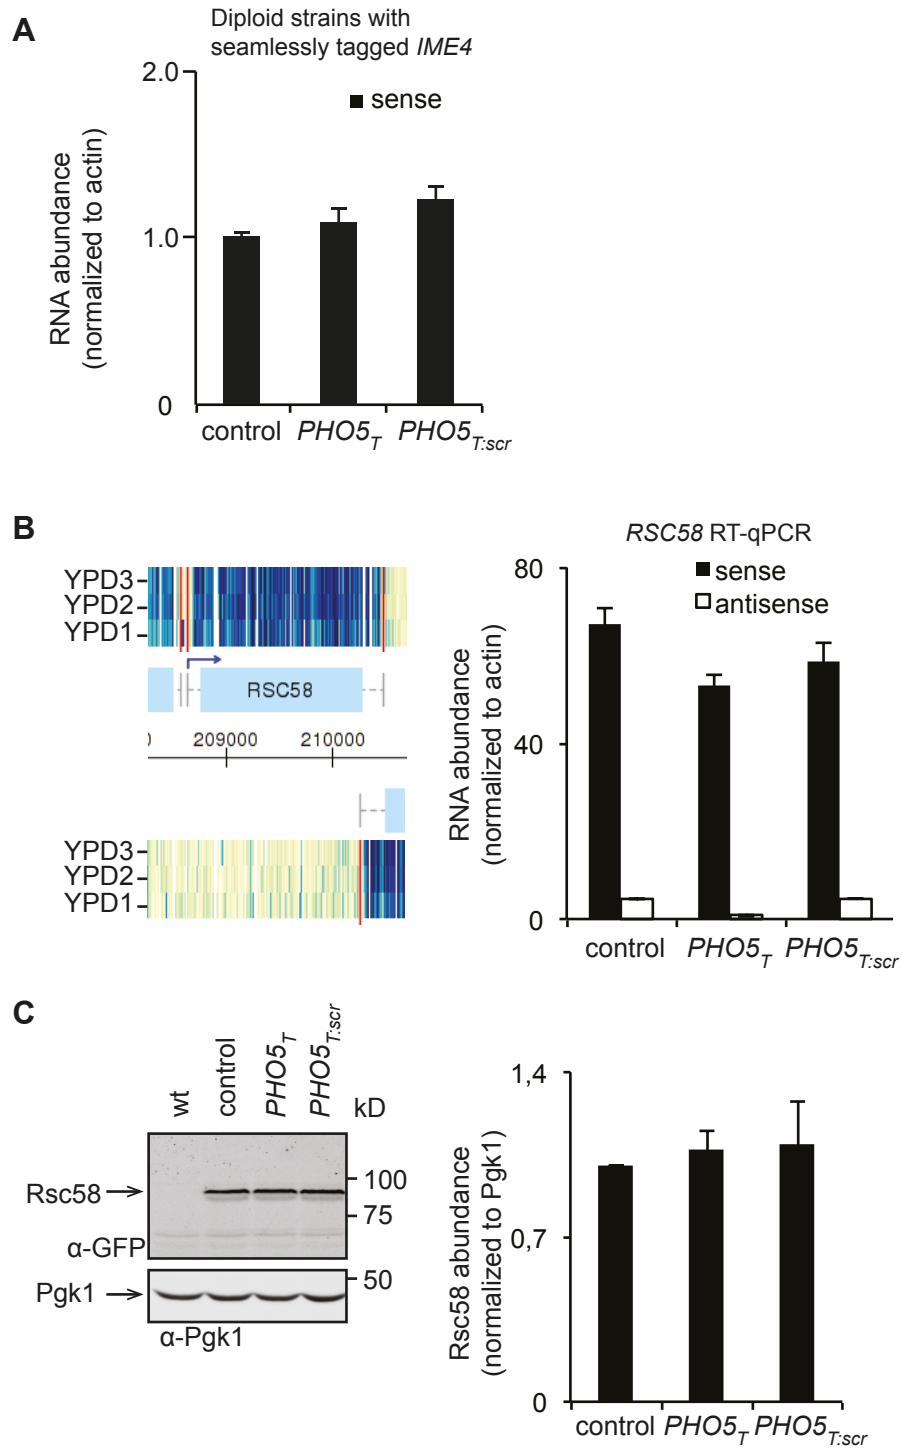 A
Diploid strains with
seamlessly tagged IME4
2.0
sense
1.0
0
RNA abundance
(normalized to actin)
control PHO5T PHO5T:scr
B
YPD3
YPD2
YPD1
RSC58
209000 210000
YPD3
YPD2
YPD1
RSC58 RT-qPCR
80
sense
antisense
40
0
RNA abundance
(normalized to actin)
control PHO5T PHO5T:scr
C
wt control PHO5T PHO5T:scr kD
Rsc58
100
75
α-GFP
Pgk1
50
α-Pgk1
1,4
0,7
0
Rsc58 abundance
(normalized to Pgk1)
control PHO5T PHO5T:scr